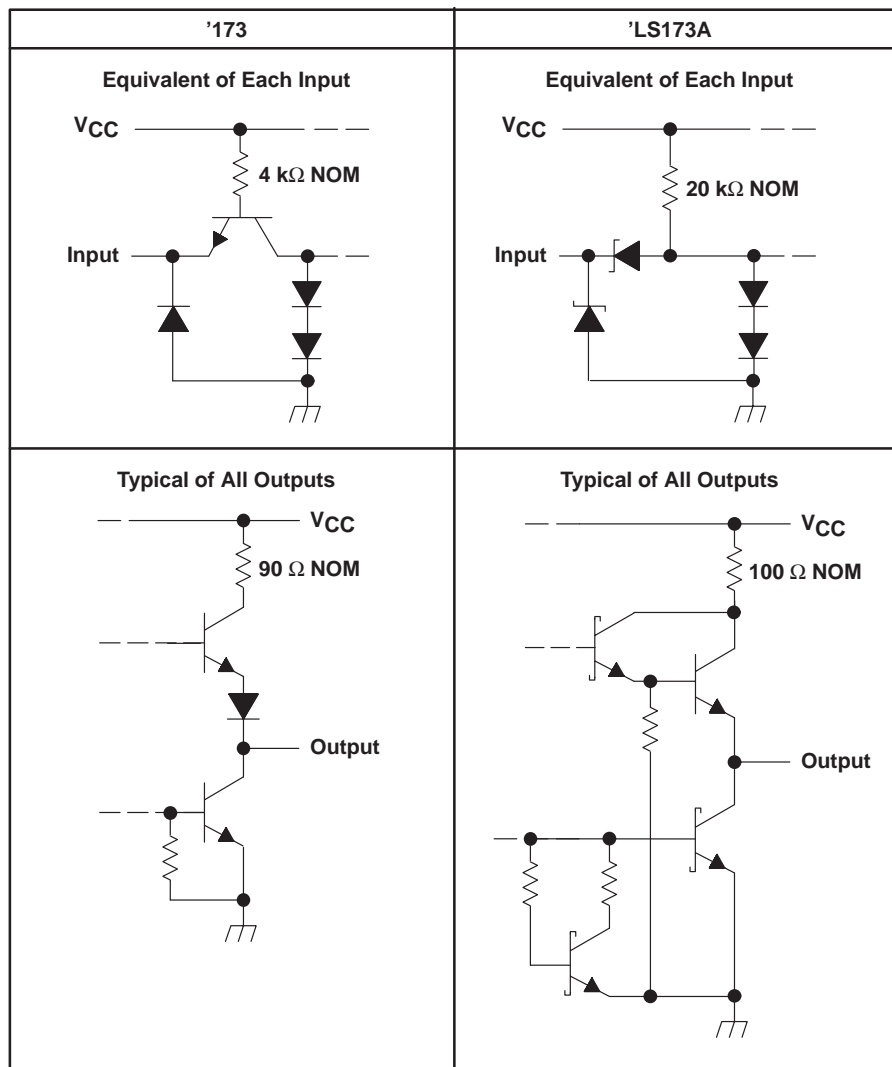 ’173
’LS173A
Equivalent of Each Input
VCC
4 kΩ NOM
Input
Equivalent of Each Input
VCC
20 kΩ NOM
Input
Typical of All Outputs
VCC
90 Ω NOM
Output
Typical of All Outputs
VCC
100 Ω NOM
Output